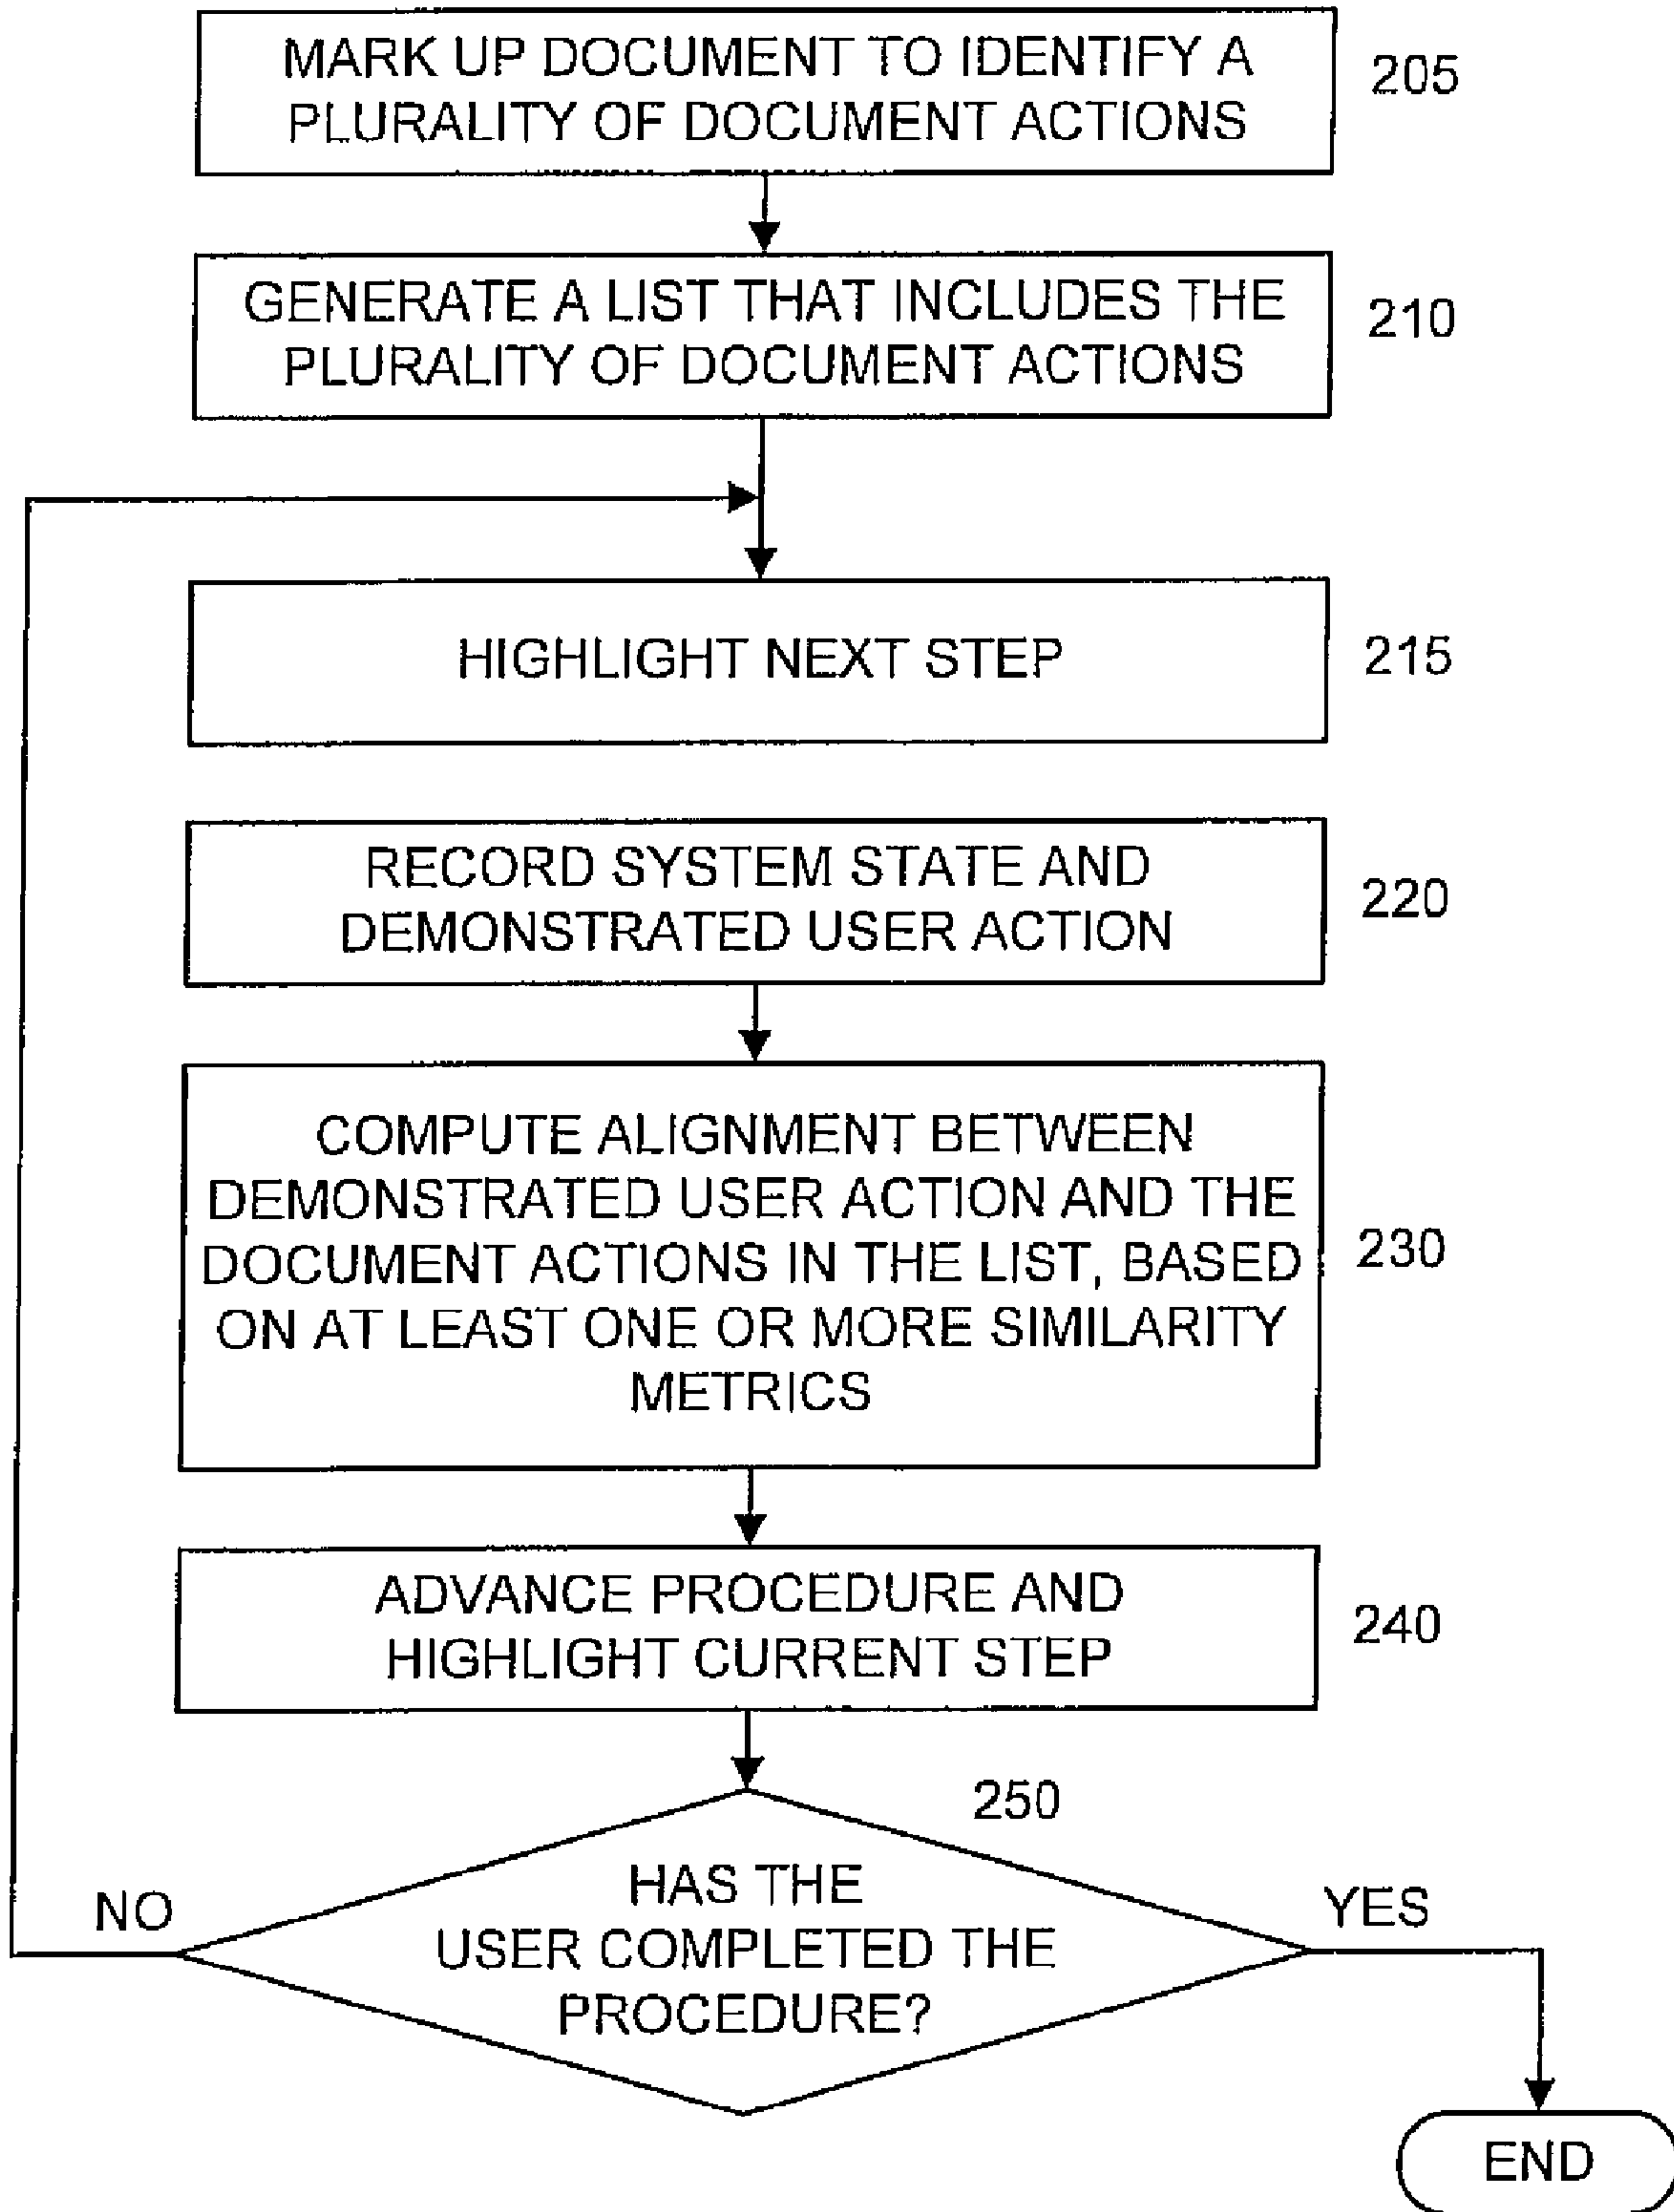 MARK UP DOCUMENT TO IDENTIFY A
PLURALITY OF DOCUMENT ACTIONS
205
GENERATE A LIST THAT INCLUDES THE
PLURALITY OF DOCUMENT ACTIONS
210
HIGHLIGHT NEXT STEP
215
RECORD SYSTEM STATE AND
DEMONSTRATED USER ACTION
220
COMPUTE ALIGNMENT BETWEEN
DEMONSTRATED USER ACTION AND THE
DOCUMENT ACTIONS IN THE LIST, BASED
ON AT LEAST ONE OR MORE SIMILARITY
METRICS
230
ADVANCE PROCEDURE AND
HIGHLIGHT CURRENT STEP
240
250
HAS THE
USER COMPLETED THE
PROCEDURE?
NO
YES
END